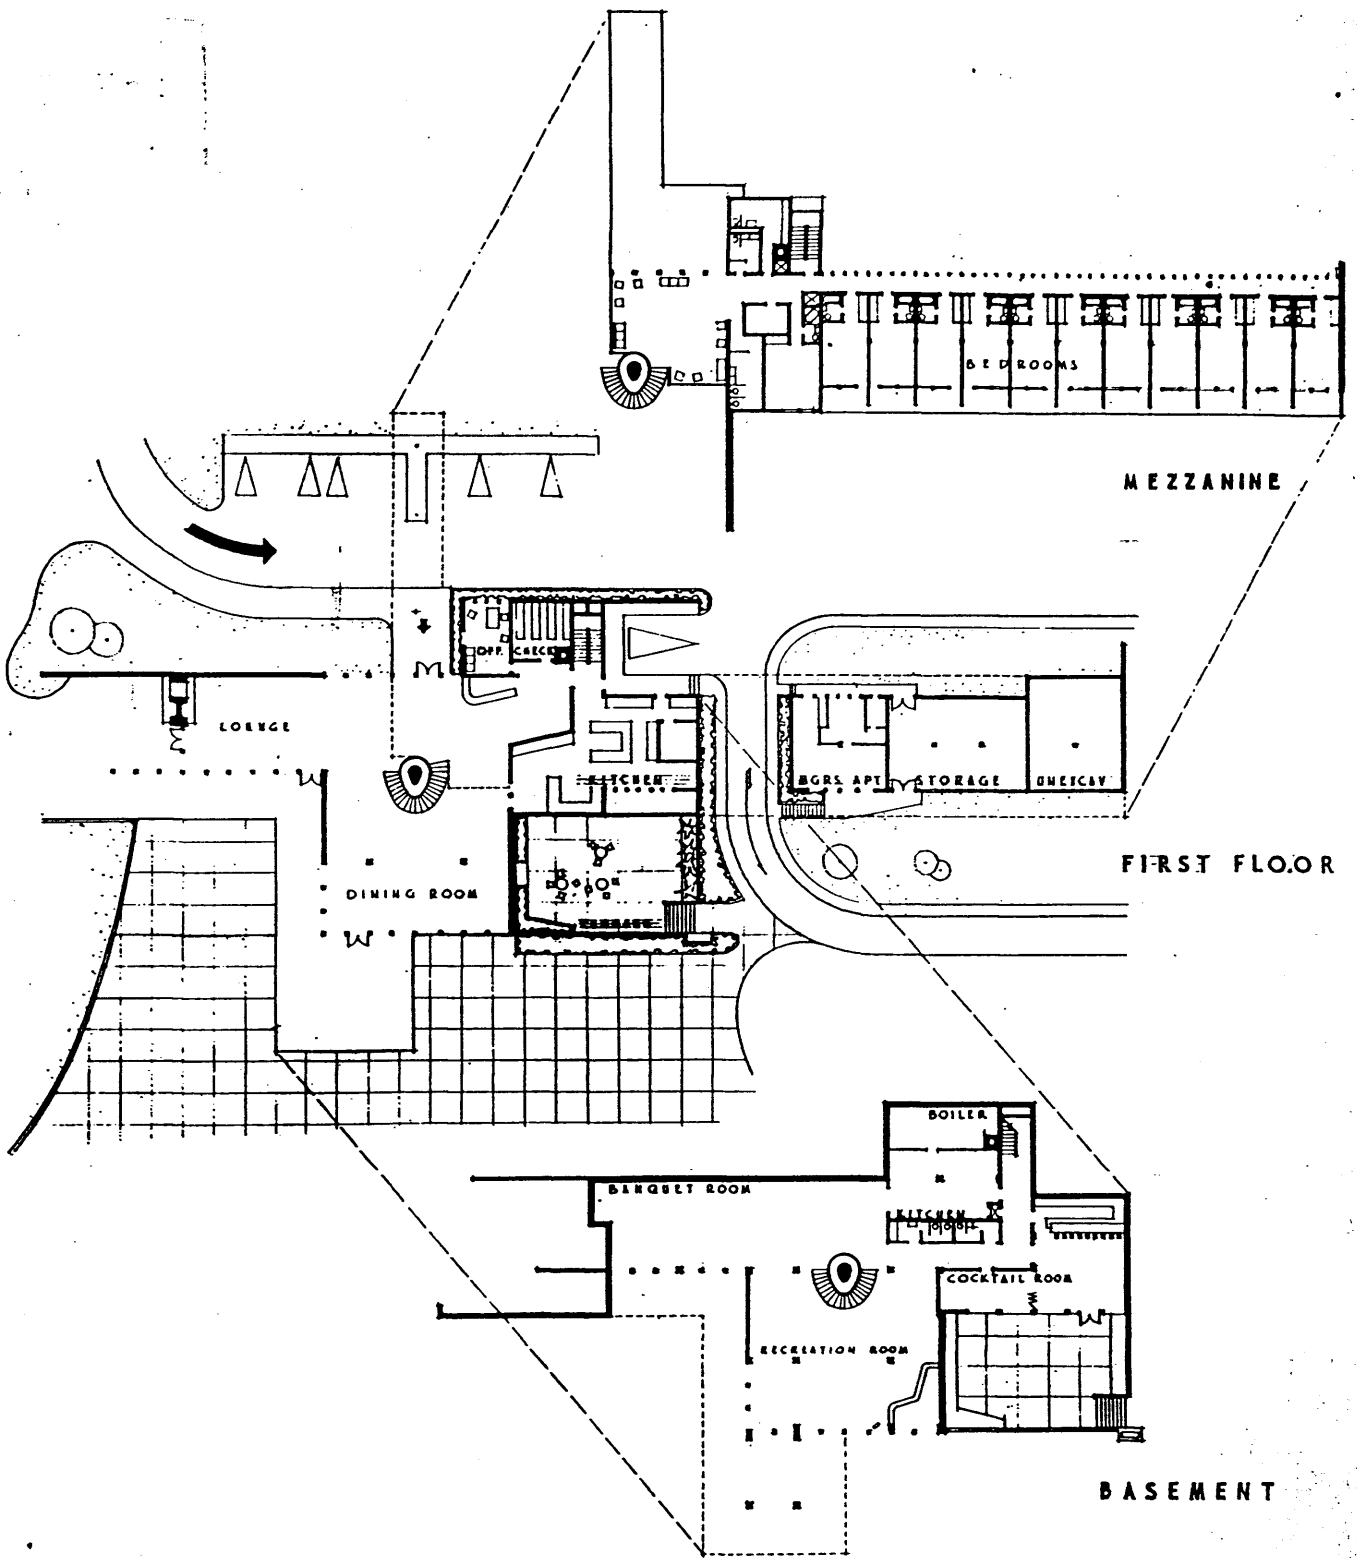 BEDROOMS
MEZZANINE
OFF. CHECK
LOUNGE
KITCHEN
MGRS. APT. STORAGE UNEXCAV.
FIRST FLOOR
DINING ROOM
TERRACE
BOILER
BANQUET ROOM
KITCHEN
COCKTAIL ROOM
RECREATION ROOM
BASEMENT